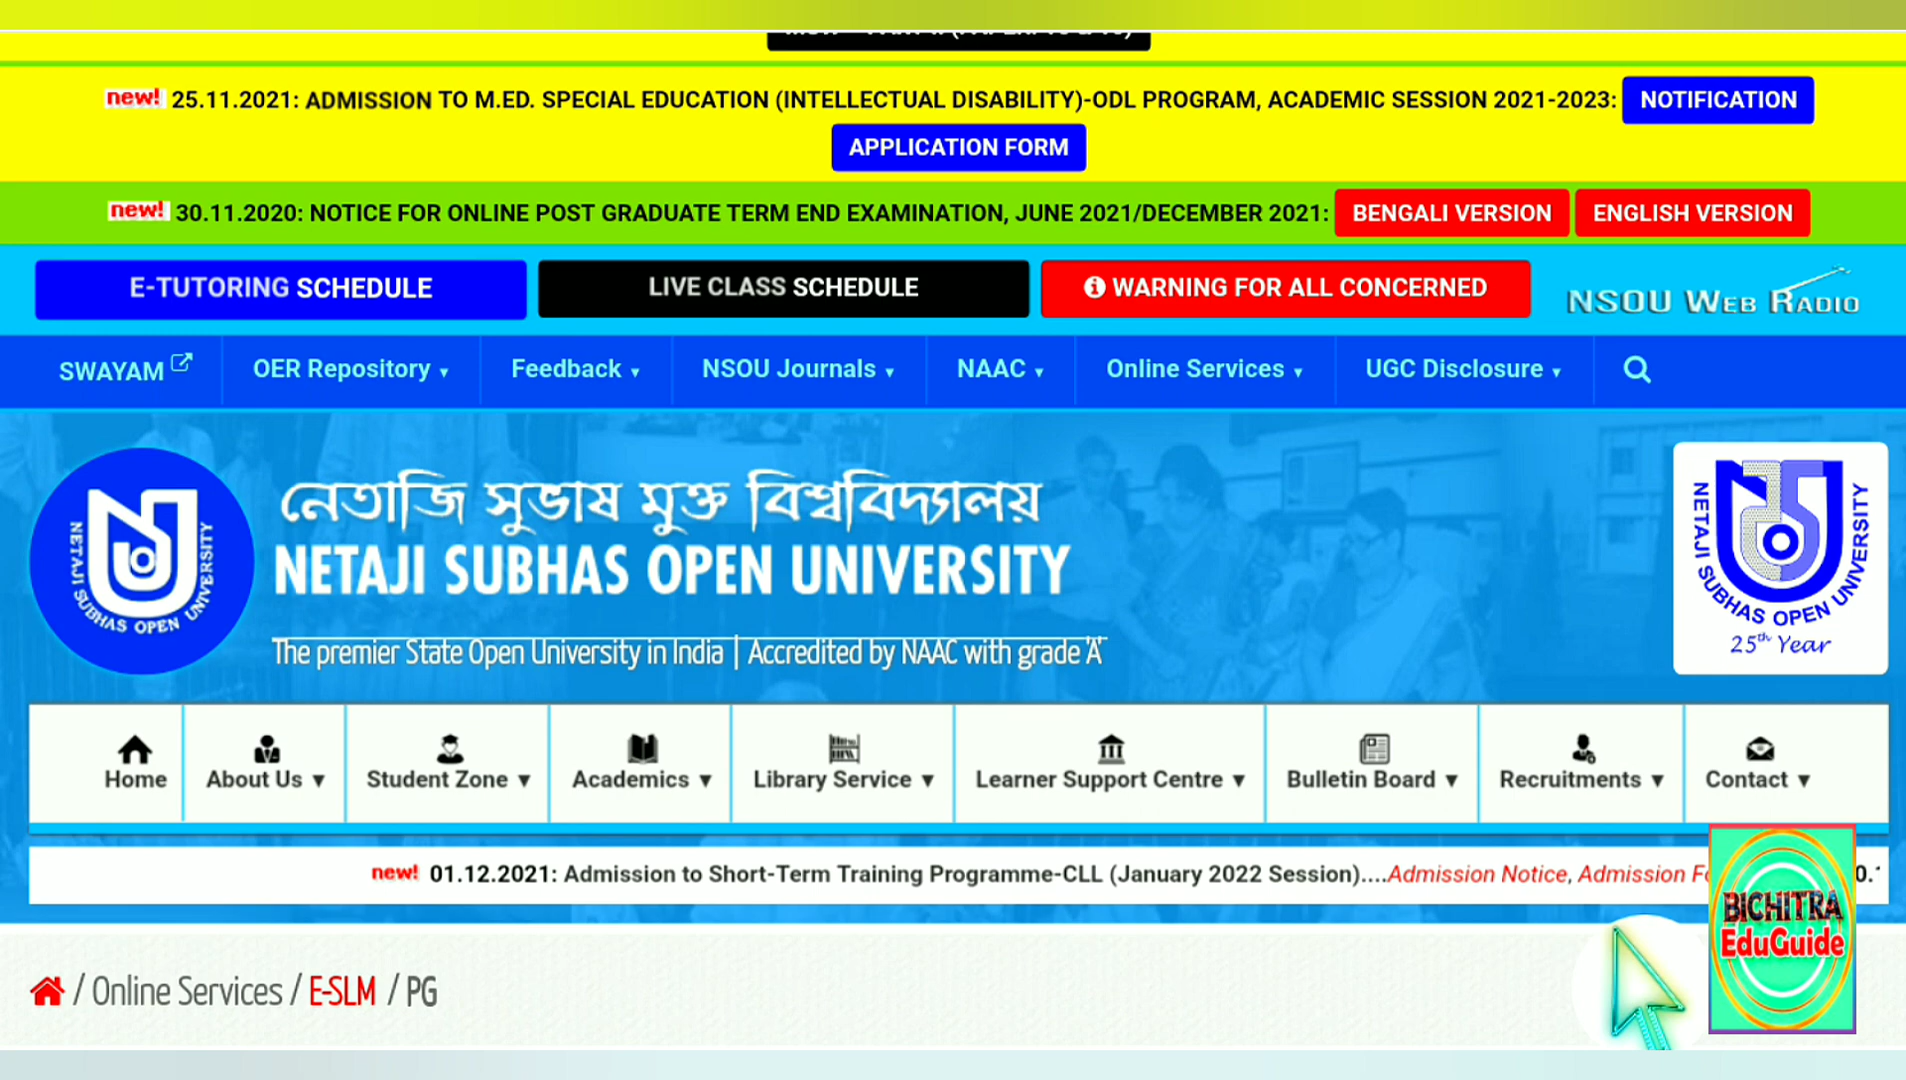 new! 25.11.2021: ADMISSION TO M.ED. SPECIAL EDUCATION (INTELLECTUAL DISABILITY)-ODL PROGRAM, ACADEMIC SESSION 2021-2023: NOTIFICATION
APPLICATION FORM
new! 30.11.2020: NOTICE FOR ONLINE POST GRADUATE TERM END EXAMINATION, JUNE 2021/DECEMBER 2021: BENGALI VERSION ENGLISH VERSION
E-TUTORING SCHEDULE LIVE CLASS SCHEDULE WARNING FOR ALL CONCERNED NSOU WEB RADIO
SWAYAM OER Repository ▼ Feedback ▼ NSOU Journals ▼ NAAC ▼ Online Services ▼ UGC Disclosure ▼
নেতাজি সুভাষ মুক্ত বিশ্ববিদ্যালয়
NETAJI SUBHAS OPEN UNIVERSITY
The premier State Open University in India | Accredited by NAAC with grade 'A'
NETAJI SUBHAS OPEN UNIVERSITY
NETAJI SUBHAS OPEN UNIVERSITY
25th Year
Home About Us ▼ Student Zone ▼ Academics ▼ Library Service ▼ Learner Support Centre ▼ Bulletin Board ▼ Recruitments ▼ Contact ▼
new! 01.12.2021: Admission to Short-Term Training Programme-CLL (January 2022 Session)....Admission Notice, Admission
BICHITRA
EduGuide
/ Online Services / E-SLM / PG